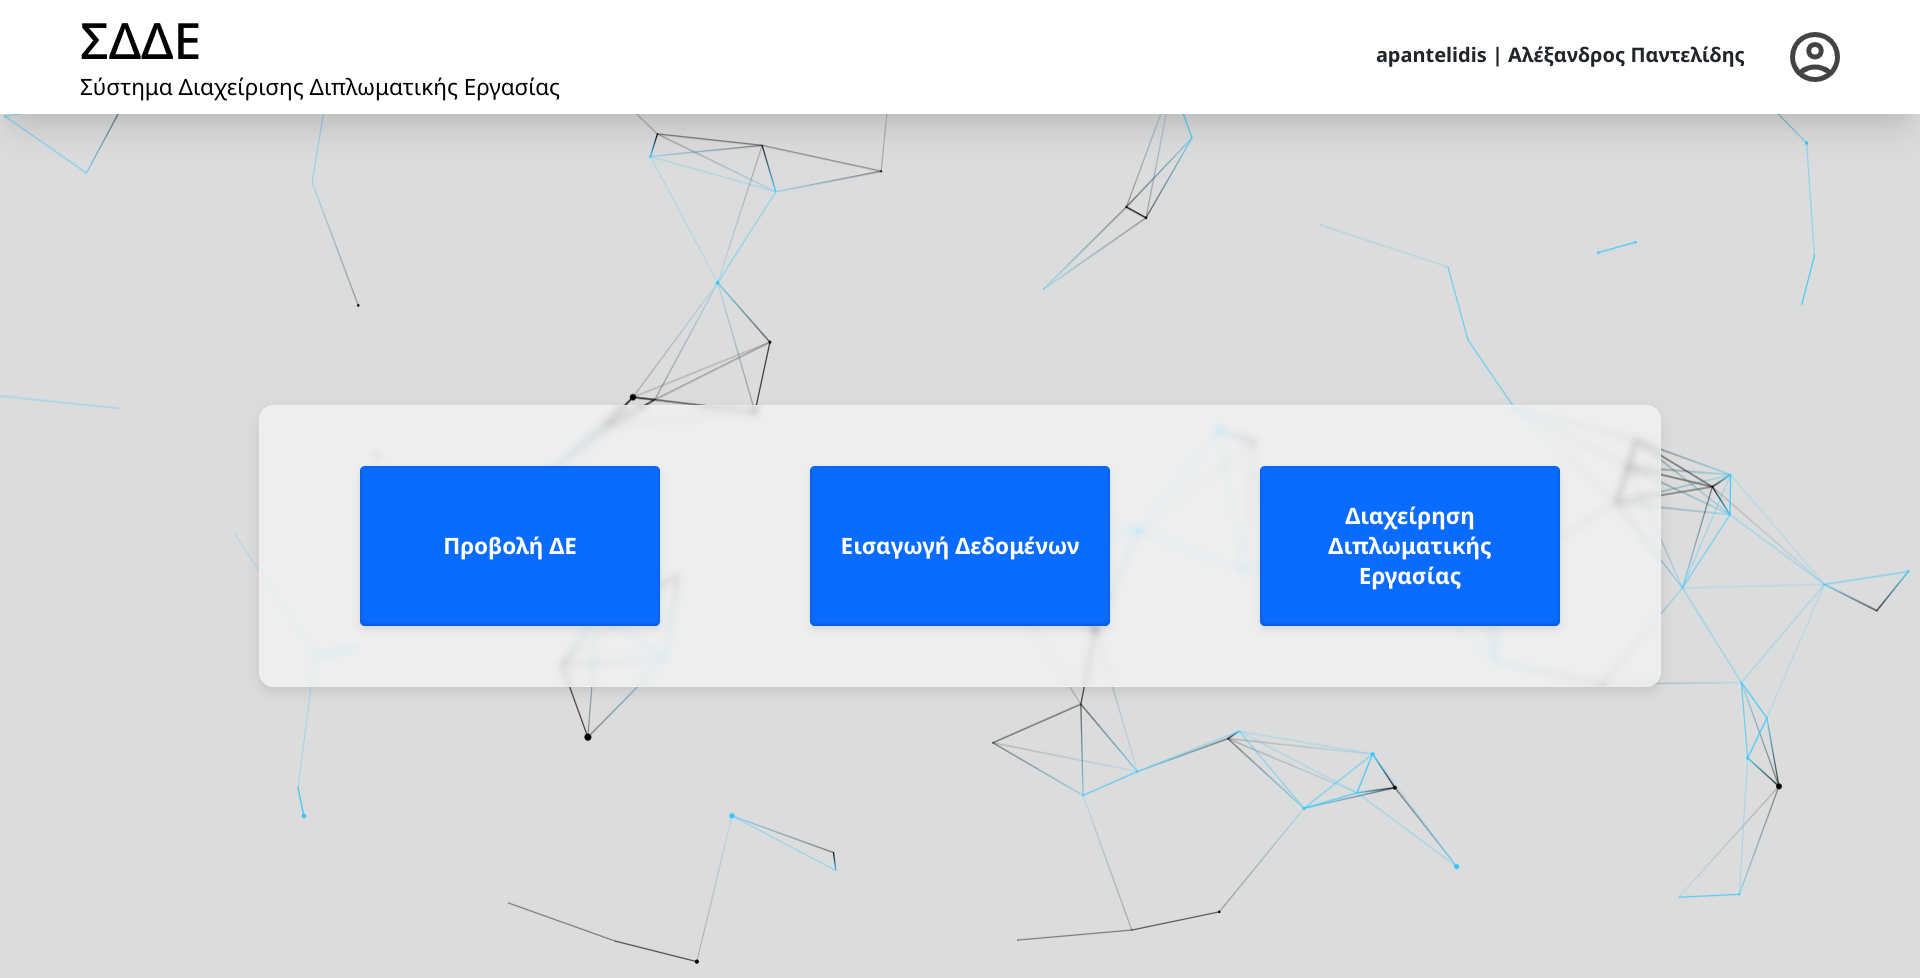 ΣΔΔΕ
Σύστημα Διαχείρισης Διπλωματικής Εργασίας
apantelidis | Αλέξανδρος Παντελίδης
Προβολή ΔΕ
Εισαγωγή Δεδομένων
Διαχείρηση
Διπλωματικής
Εργασίας